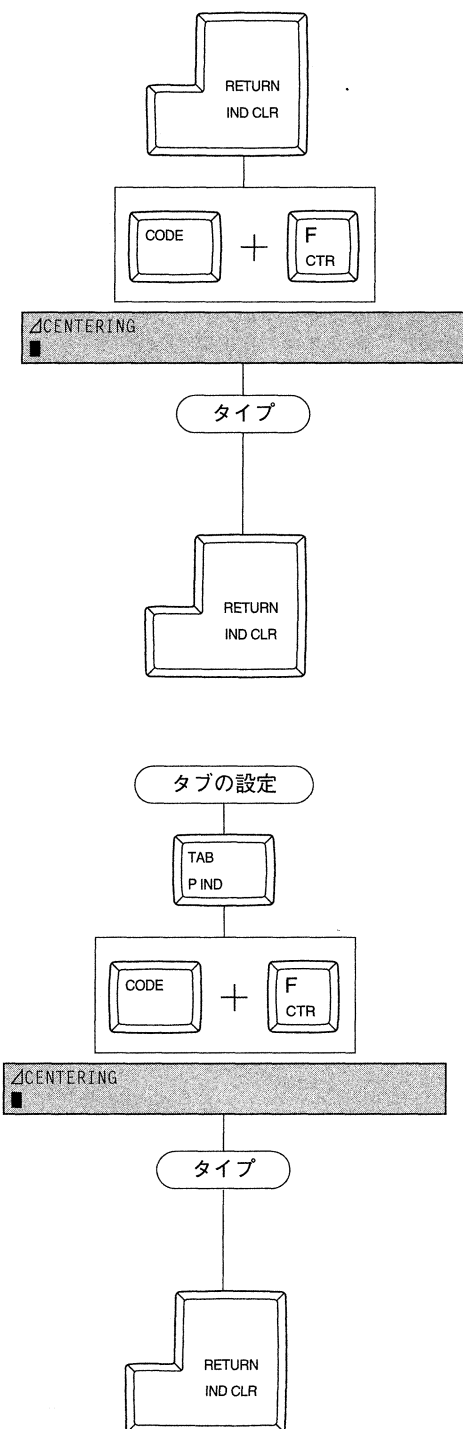 RETURN
IND CLR
CODE
+
F
CTR
⊿CENTERING
タイプ
RETURN
IND CLR
タブの設定
TAB
P IND
CODE
+
F
CTR
⊿CENTERING
タイプ
RETURN
IND CLR